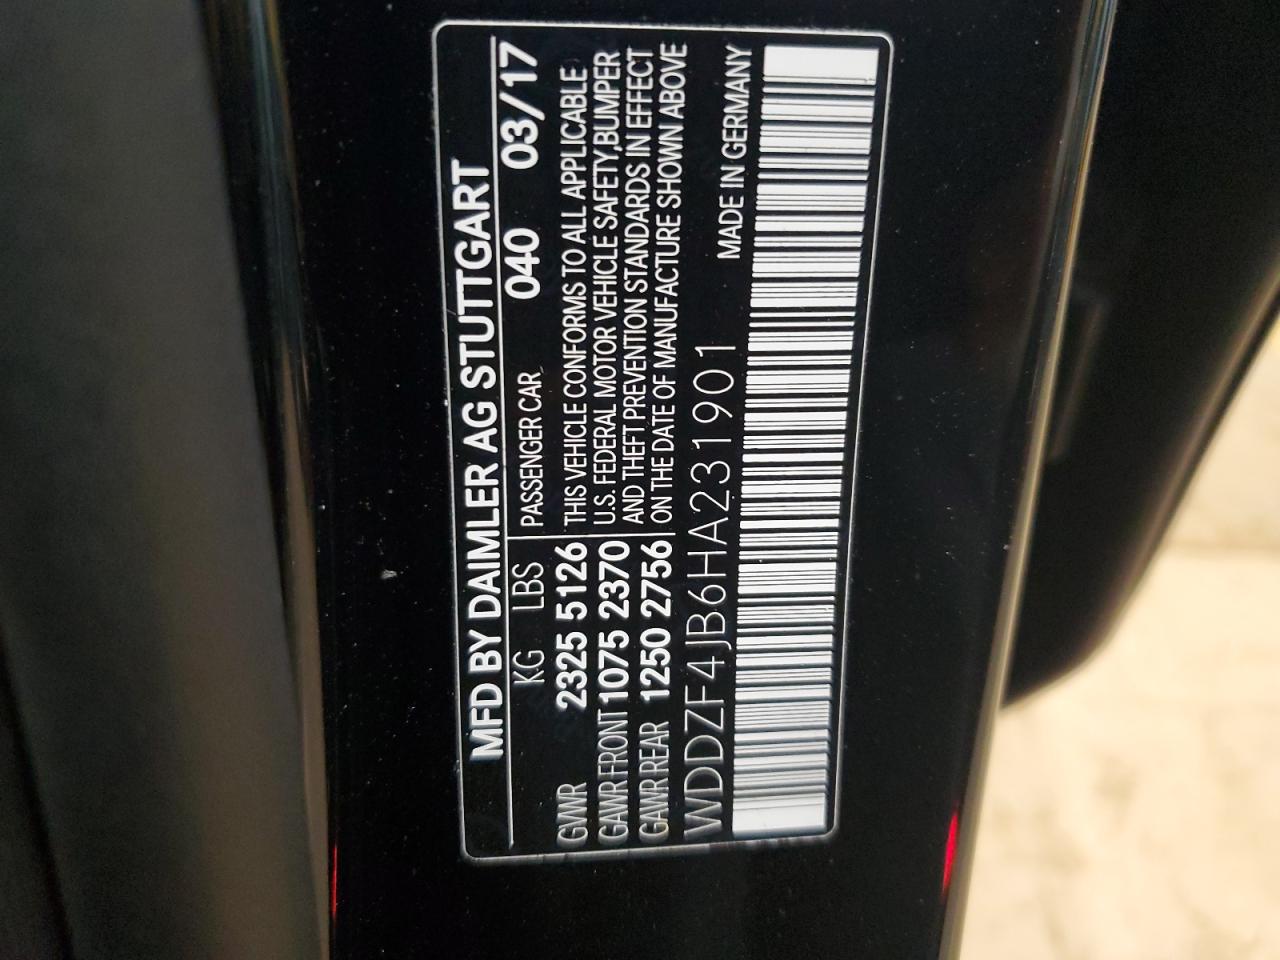 MFD BY DAIMLER AG STUTTGART
KG LBS PASSENGER CAR 040 03/17
GVWR 2325 5126
GAWR FRONT 1075 2370
GAWR REAR 1250 2756
THIS VEHICLE CONFORMS TO ALL APPLICABLE
U.S. FEDERAL MOTOR VEHICLE SAFETY,BUMPER
AND THEFT PREVENTION STANDARDS IN EFFECT
ON THE DATE OF MANUFACTURE SHOWN ABOVE
WDDZF4JB6HA231901 MADE IN GERMANY